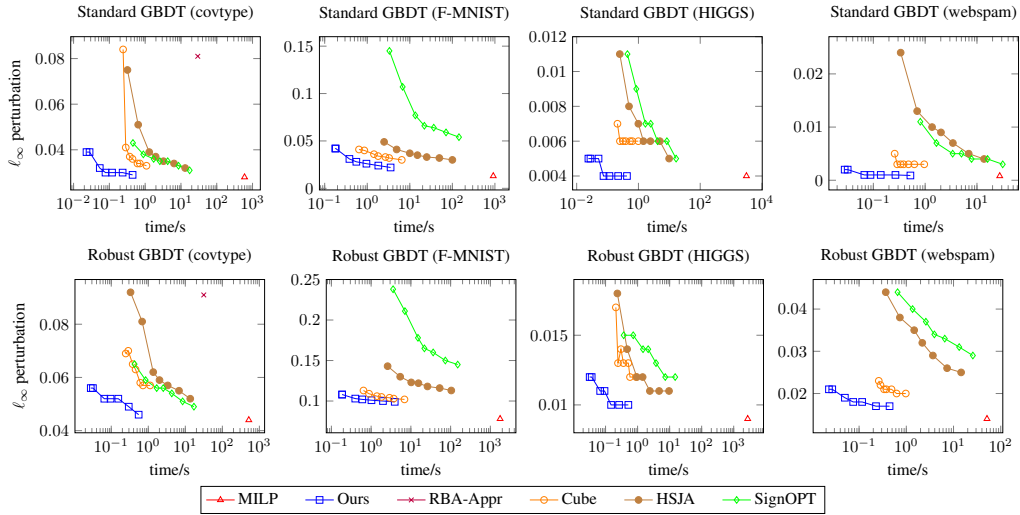 Standard GBDT (covtype) Standard GBDT (F-MNIST) Standard GBDT (HIGGS) Standard GBDT (webspam)
ℓ∞ perturbation
0.08
0.06
0.04
10⁻² 10⁻¹ 10⁰ 10¹ 10² 10³
time/s
0.15
0.1
0.05
0
10⁻¹ 10⁰ 10¹ 10² 10³
time/s
0.012
0.010
0.008
0.006
0.004
0.002
10⁻² 10⁰ 10² 10⁴
time/s
0.02
0.01
0
10⁻¹ 10⁰ 10¹
time/s
Robust GBDT (covtype) Robust GBDT (F-MNIST) Robust GBDT (HIGGS) Robust GBDT (webspam)
ℓ∞ perturbation
0.08
0.06
0.04
10⁻¹ 10⁰ 10¹ 10² 10³
time/s
0.25
0.2
0.15
0.1
10⁻¹ 10⁰ 10¹ 10² 10³
time/s
0.015
0.01
10⁻¹ 10⁰ 10¹ 10² 10³
time/s
0.04
0.03
0.02
10⁻¹ 10⁰ 10¹ 10²
time/s
MILP Ours RBA-Appr Cube HSJA SignOPT